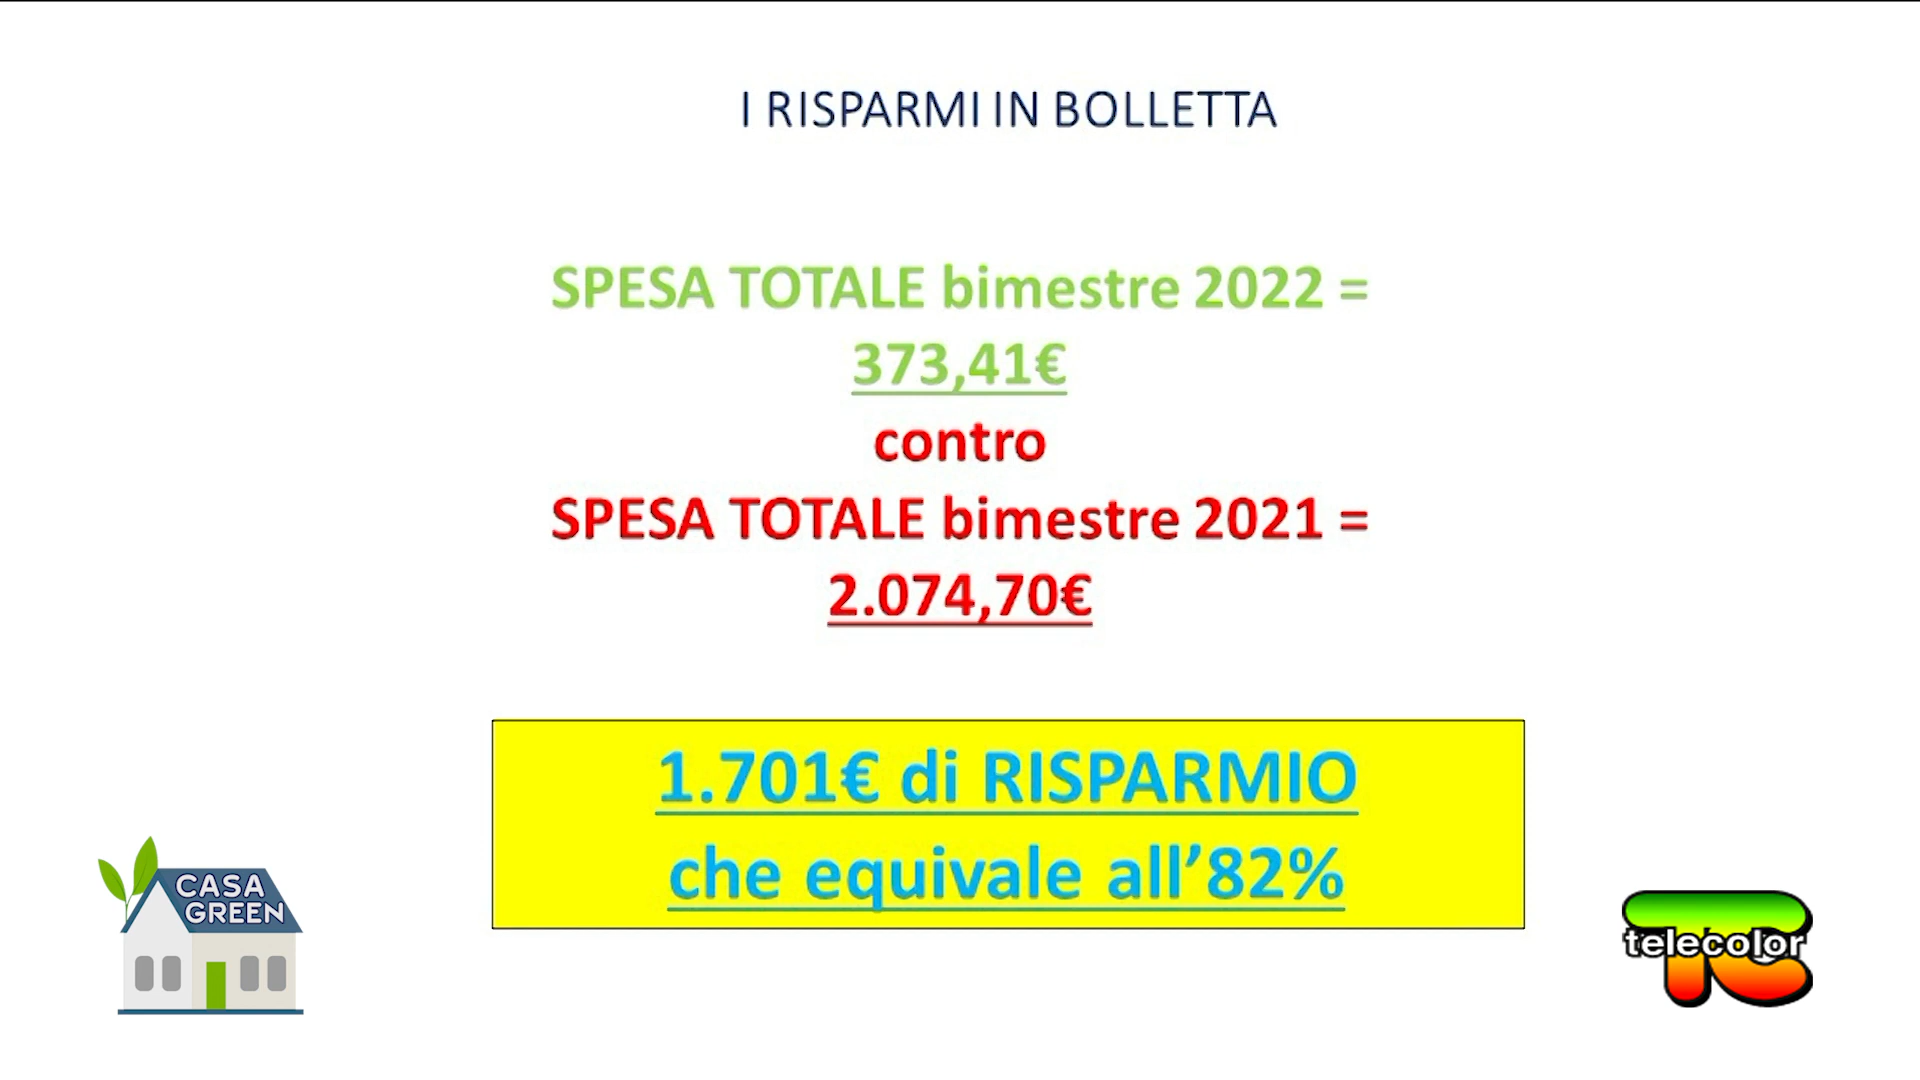 I RISPARMI IN BOLLETTA
SPESA TOTALE bimestre 2022 =
373,41€
contro
SPESA TOTALE bimestre 2021 =
2.074,70€
1.701€ di RISPARMIO
che equivale all’82%
CASA
GREEN
telecolor